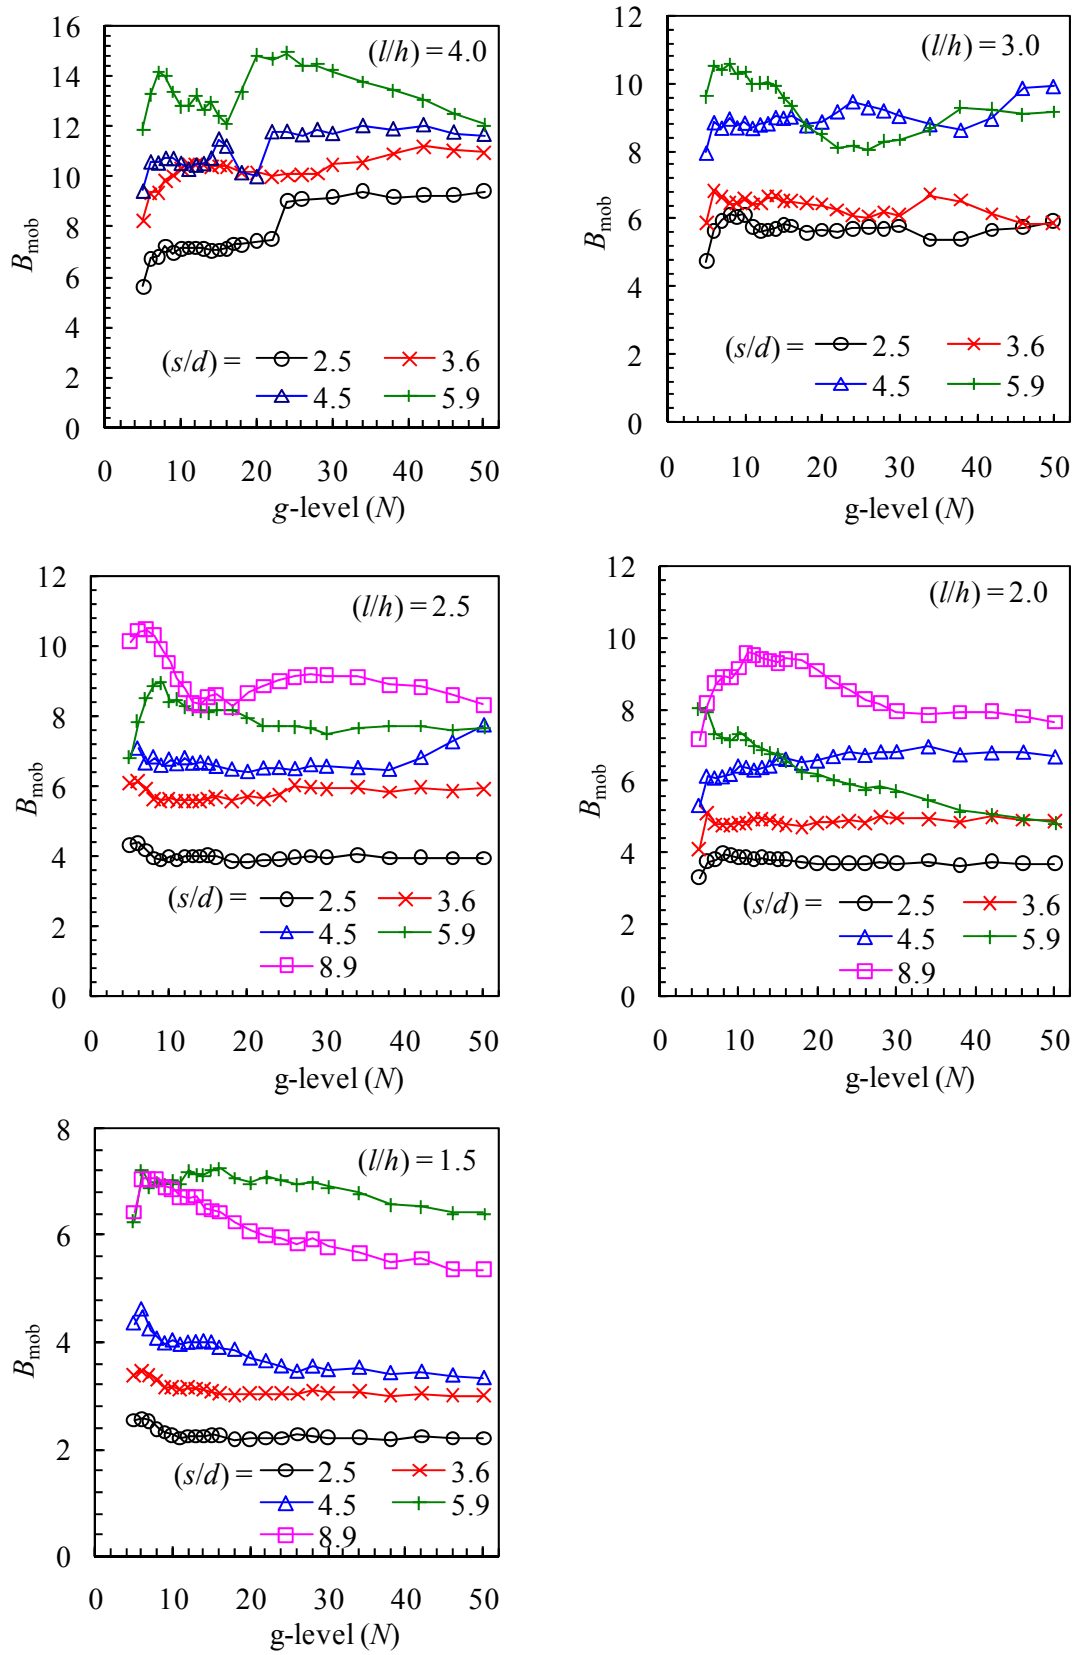 (l/h) = 4.0
16
14
12
10
8
6
4
2
0
B_mob
(s/d) = 2.5 3.6
4.5 5.9
0 10 20 30 40 50
g-level (N)
(l/h) = 3.0
12
10
8
6
4
2
0
B_mob
(s/d) = 2.5 3.6
4.5 5.9
0 10 20 30 40 50
g-level (N)
(l/h) = 2.5
12
10
8
6
4
2
0
B_mob
(s/d) = 2.5 3.6
4.5 5.9
8.9
0 10 20 30 40 50
g-level (N)
(l/h) = 2.0
12
10
8
6
4
2
0
B_mob
(s/d) = 2.5 3.6
4.5 5.9
8.9
0 10 20 30 40 50
g-level (N)
(l/h) = 1.5
8
6
4
2
0
B_mob
(s/d) = 2.5 3.6
4.5 5.9
8.9
0 10 20 30 40 50
g-level (N)